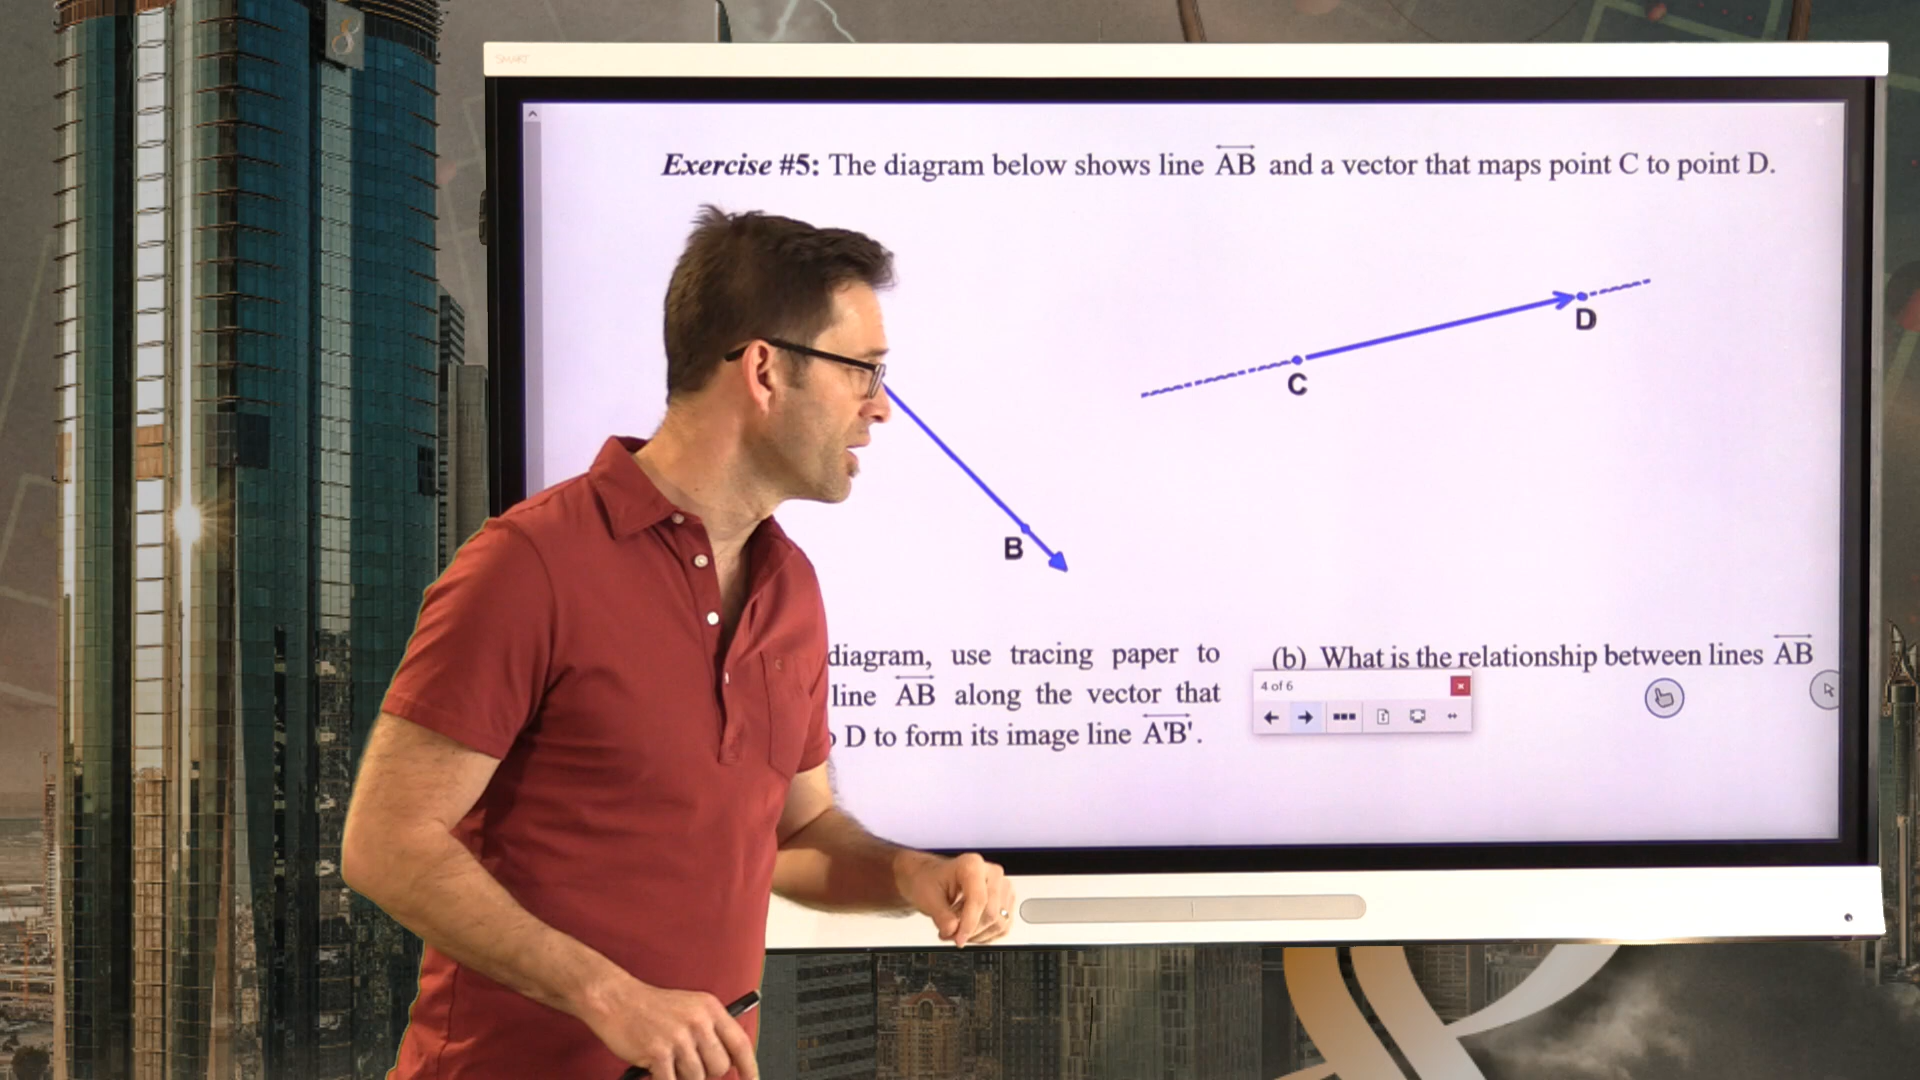 SMART
Exercise #5: The diagram below shows line AB and a vector that maps point C to point D.
D
C
B
diagram, use tracing paper to
line AB along the vector that
D to form its image line A'B'.
(b) What is the relationship between lines AB
4 of 6